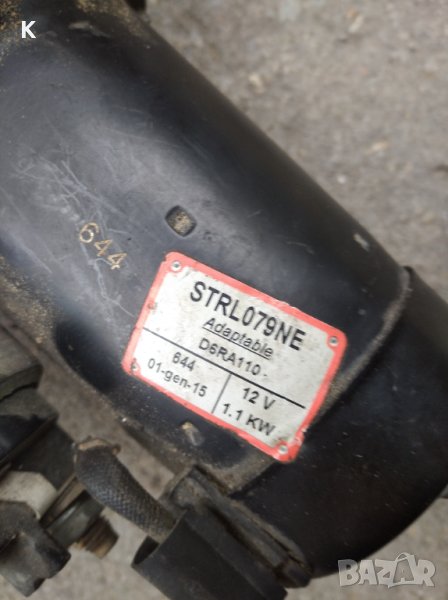 K
644
STRL079NE
Adaptable
D6RA110-
644 12 V
01-gen-15 1.1 KW
BAZAR